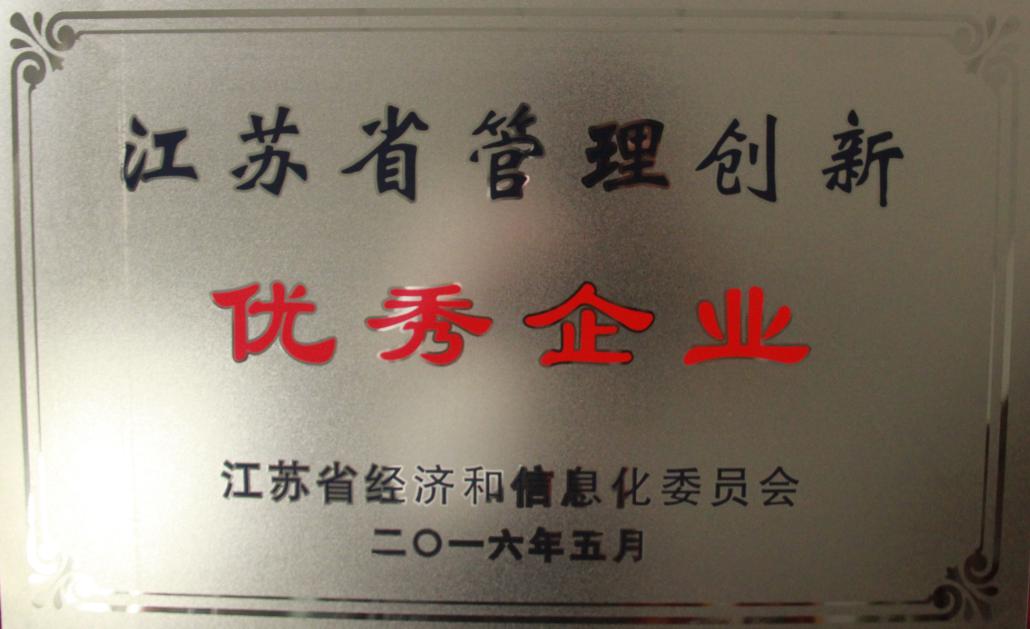 江苏省管理创新
优秀企业
江苏省经济和信息化委员会
二〇一六年五月